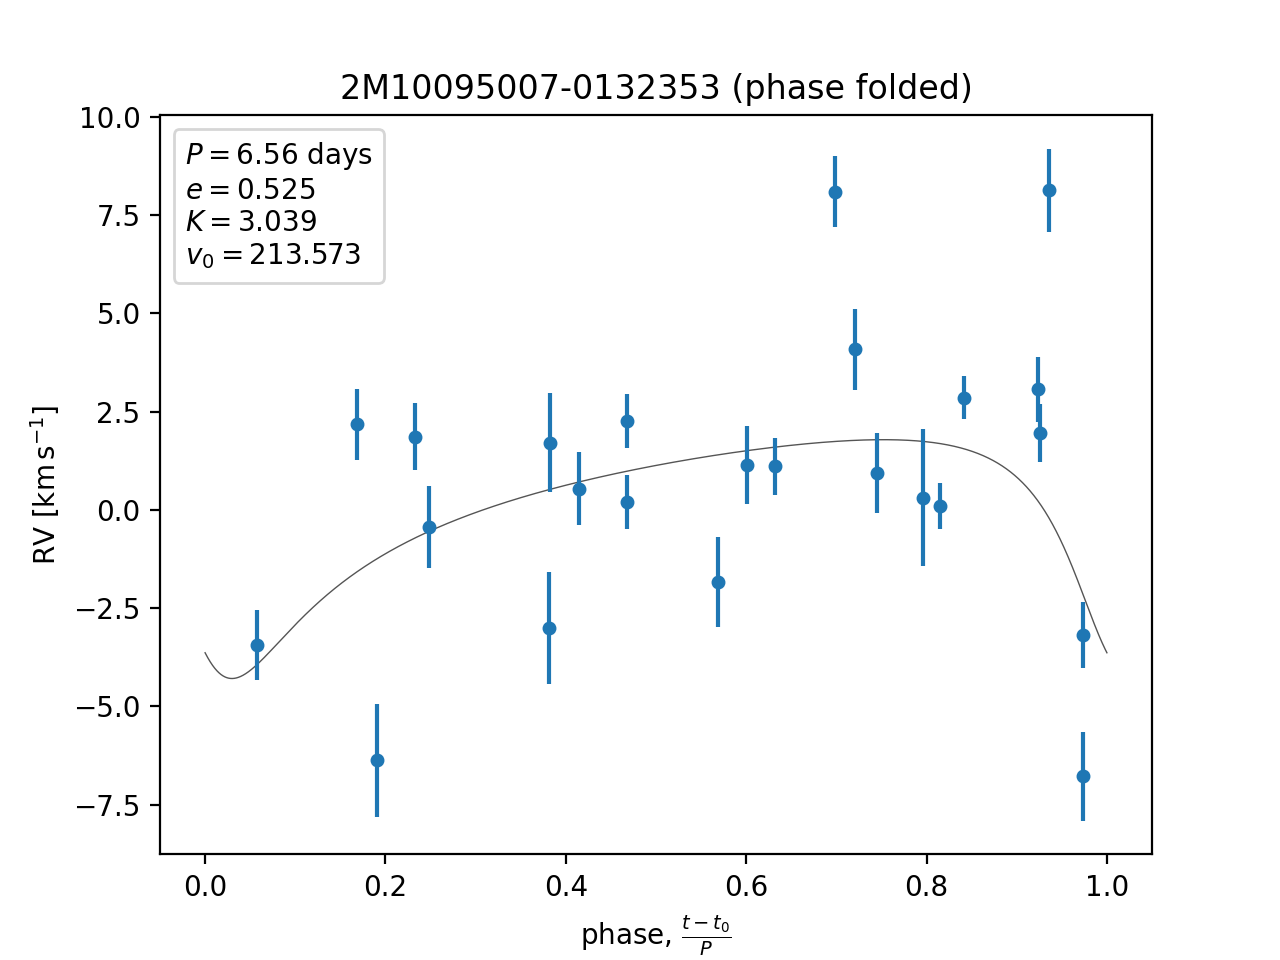 2M10095007-0132353 (phase folded)
P = 6.56 days
e = 0.525
K = 3.039
v₀ = 213.573
10.0
7.5
5.0
2.5
0.0
−2.5
−5.0
−7.5
RV [km s⁻¹]
0.0 0.2 0.4 0.6 0.8 1.0
phase, (t − t₀)/P